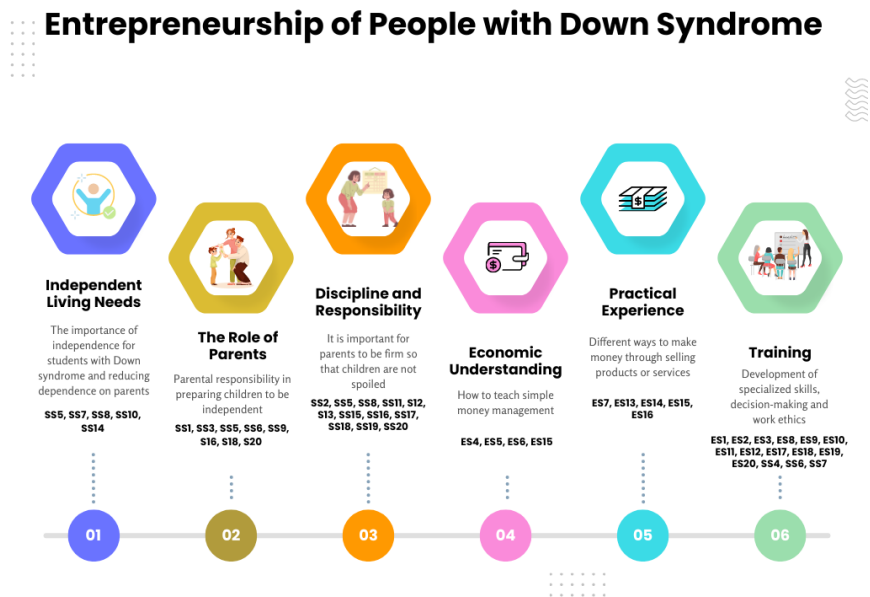 Entrepreneurship of People with Down Syndrome
Independent
Living Needs
The importance of
independence for
students with Down
syndrome and reducing
dependence on parents
SS5, SS7, SS8, SS10,
SS14
The Role of
Parents
Parental responsibility in
preparing children to be
independent
SS1, SS3, SS5, SS6, SS9,
S16, S18, S20
Discipline and
Responsibility
It is important for
parents to be firm so
that children are not
spoiled
SS2, SS5, SS8, SS11, S12,
S13, SS15, SS16, SS17,
SS18, SS19, SS20
Economic
Understanding
How to teach simple
money management
ES4, ES5, ES6, ES15
Practical
Experience
Different ways to make
money through selling
products or services
ES7, ES13, ES14, ES15,
ES16
Training
Development of
specialized skills,
decision-making and
work ethics
ES1, ES2, ES3, ES8, ES9, ES10,
ES11, ES12, ES17, ES18, ES19,
ES20, SS4, SS6, SS7
01
02
03
04
05
06